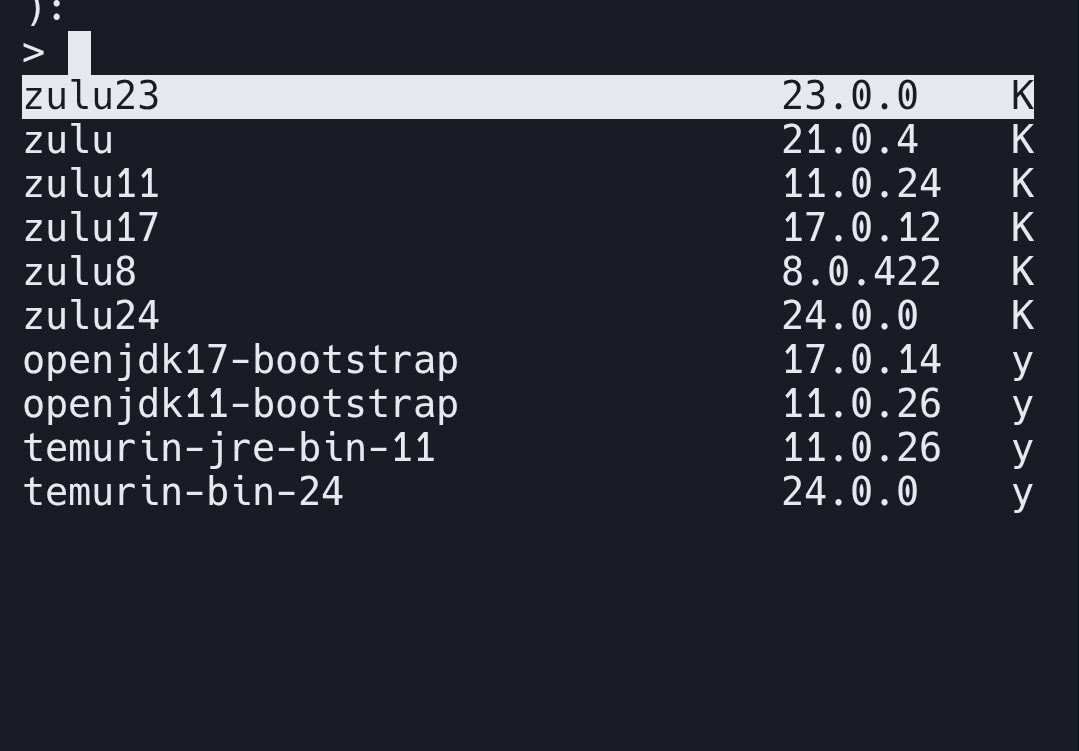 ):
>
zulu23 23.0.0 K
zulu 21.0.4 K
zulu11 11.0.24 K
zulu17 17.0.12 K
zulu8 8.0.422 K
zulu24 24.0.0 K
openjdk17-bootstrap 17.0.14 y
openjdk11-bootstrap 11.0.26 y
temurin-jre-bin-11 11.0.26 y
temurin-bin-24 24.0.0 y